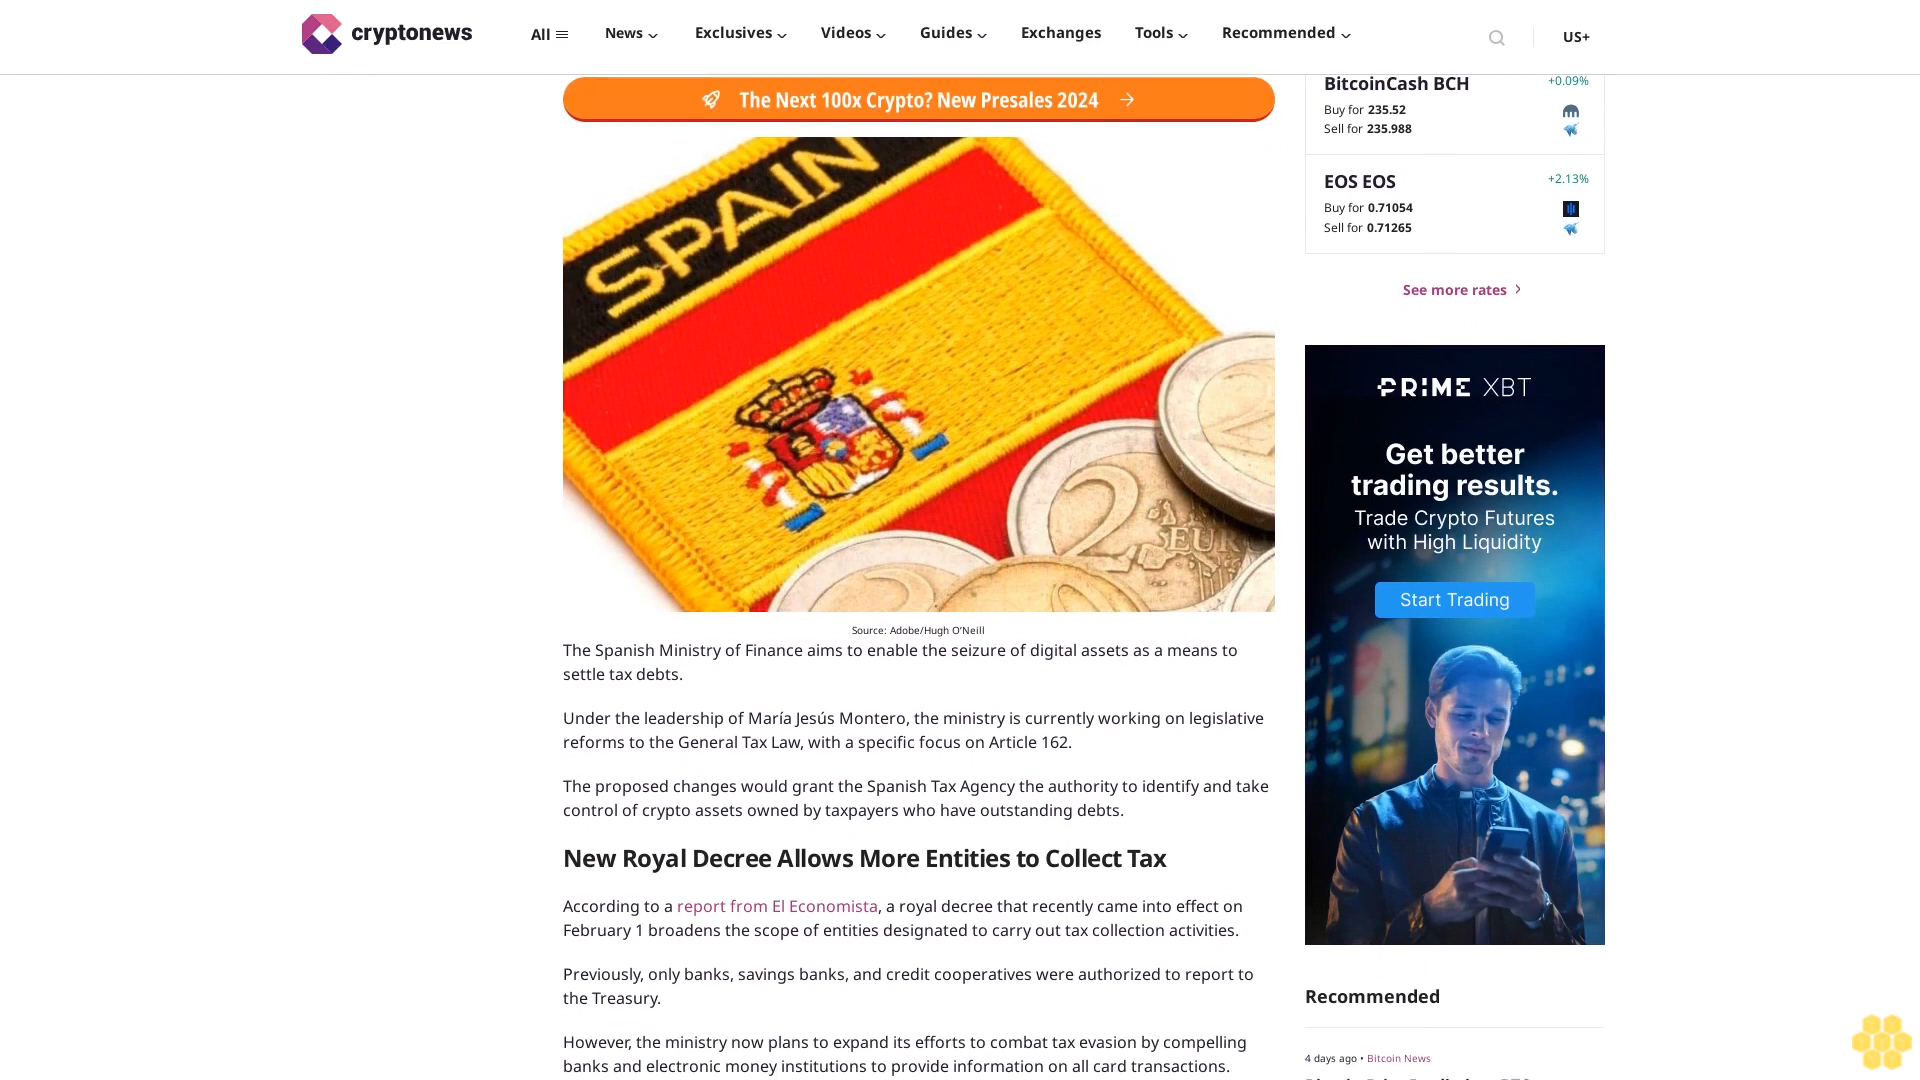 cryptonews
All
News
Exclusives
Videos
Guides
Exchanges
Tools
Recommended
US+
The Next 100x Crypto? New Presales 2024
SPAIN
2
EURO
Source: Adobe/Hugh O’Neill
The Spanish Ministry of Finance aims to enable the seizure of digital assets as a means to
settle tax debts.
Under the leadership of María Jesús Montero, the ministry is currently working on legislative
reforms to the General Tax Law, with a specific focus on Article 162.
The proposed changes would grant the Spanish Tax Agency the authority to identify and take
control of crypto assets owned by taxpayers who have outstanding debts.
New Royal Decree Allows More Entities to Collect Tax
According to a report from El Economista, a royal decree that recently came into effect on
February 1 broadens the scope of entities designated to carry out tax collection activities.
Previously, only banks, savings banks, and credit cooperatives were authorized to report to
the Treasury.
However, the ministry now plans to expand its efforts to combat tax evasion by compelling
banks and electronic money institutions to provide information on all card transactions.
BitcoinCash BCH
+0.09%
Buy for 235.52
Sell for 235.988
EOS EOS
+2.13%
Buy for 0.71054
Sell for 0.71265
See more rates
PRIME XBT
Get better
trading results.
Trade Crypto Futures
with High Liquidity
Start Trading
Recommended
4 days ago • Bitcoin News